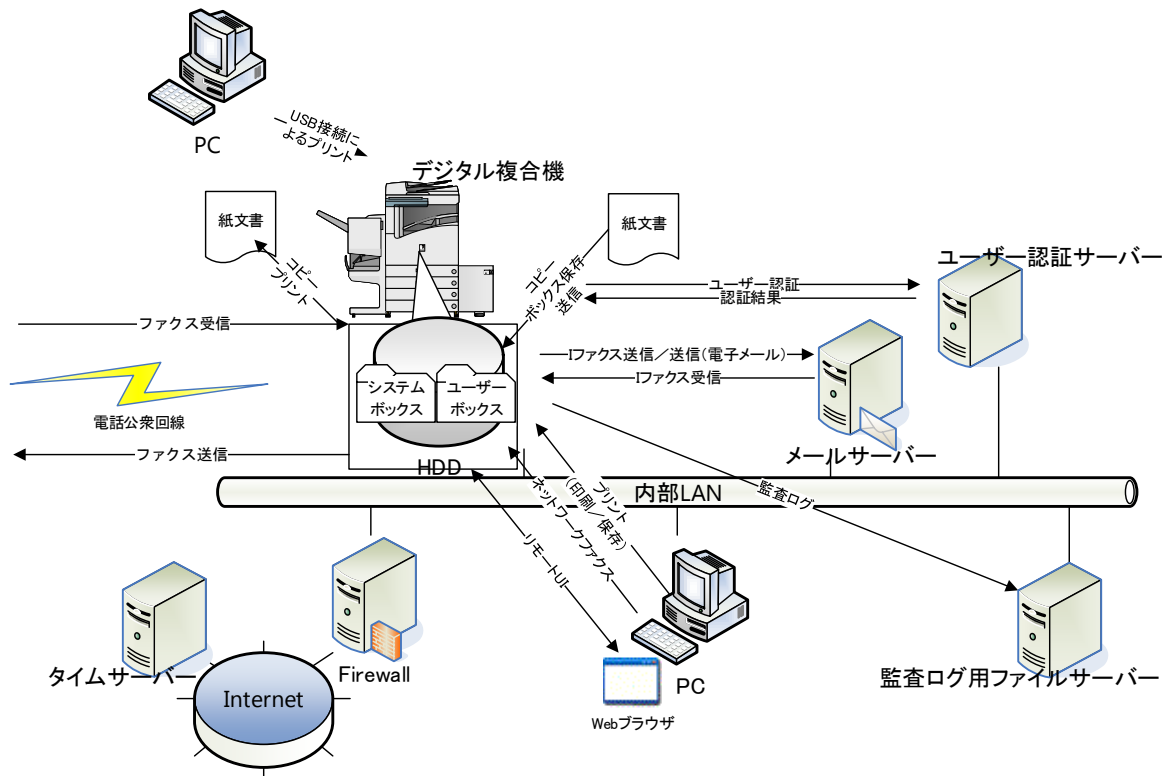 PC
USB接続に
よるプリント
デジタル複合機
紙文書
紙文書
コピー
プリント
コピー
ボックス保存
送信
ユーザー認証サーバー
ユーザー認証
認証結果
ファクス受信
Iファクス送信／送信（電子メール）
Iファクス受信
システム
ボックス
ユーザー
ボックス
電話公衆回線
ファクス送信
HDD
メールサーバー
内部LAN
監査ログ
プリント
（印刷／保存）
ネットワークファクス
リモートUI
タイムサーバー
Firewall
Internet
PC
Webブラウザ
監査ログ用ファイルサーバー